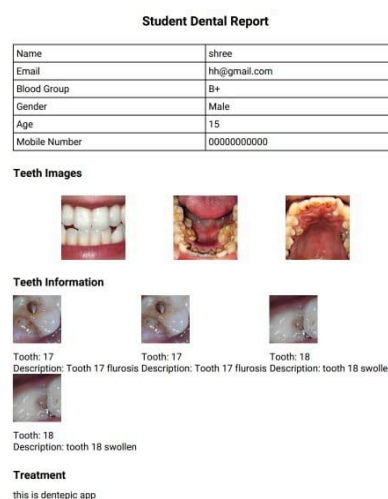 Student Dental Report
Name shree
Email hh@gmail.com
Blood Group B+
Gender Male
Age 15
Mobile Number 00000000000
Teeth Images
Teeth Information
Tooth: 17
Description: Tooth 17 flurosis
Tooth: 17
Description: Tooth 17 flurosis
Tooth: 18
Description: tooth 18 swolle
Tooth: 18
Description: tooth 18 swollen
Treatment
this is dentepic app